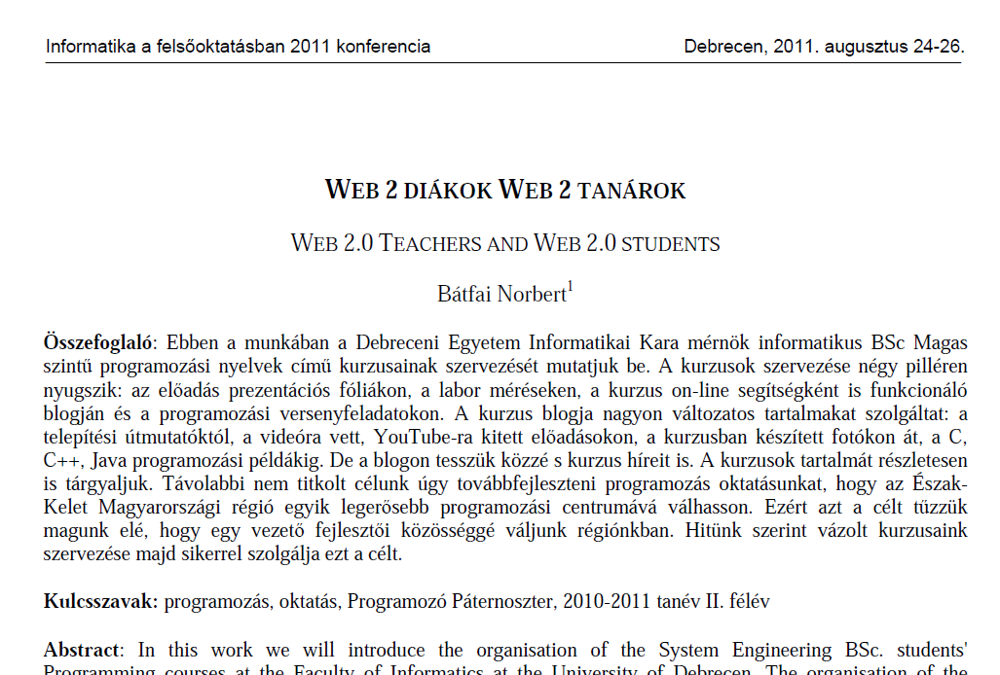 Informatika a felsőoktatásban 2011 konferencia Debrecen, 2011. augusztus 24-26.
WEB 2 DIÁKOK WEB 2 TANÁROK
WEB 2.0 TEACHERS AND WEB 2.0 STUDENTS
Bátfai Norbert1
Összefoglaló: Ebben a munkában a Debreceni Egyetem Informatikai Kara mérnök informatikus BSc Magas
szintű programozási nyelvek című kurzusainak szervezését mutatjuk be. A kurzusok szervezése négy pilléren
nyugszik: az előadás prezentációs fóliákon, a labor méréseken, a kurzus on-line segítségként is funkcionáló
blogján és a programozási versenyfeladatokon. A kurzus blogja nagyon változatos tartalmakat szolgáltat: a
telepítési útmutatóktól, a videóra vett, YouTube-ra kitett előadásokon, a kurzusban készített fotókon át, a C,
C++, Java programozási példákig. De a blogon tesszük közzé s kurzus híreit is. A kurzusok tartalmát részletesen
is tárgyaljuk. Távolabbi nem titkolt célunk úgy továbbfejleszteni programozás oktatásunkat, hogy az Észak-
Kelet Magyarországi régió egyik legerősebb programozási centrumává válhasson. Ezért azt a célt tűzzük
magunk elé, hogy egy vezető fejlesztői közösséggé váljunk régiónkban. Hitünk szerint vázolt kurzusaink
szervezése majd sikerrel szolgálja ezt a célt.
Kulcsszavak: programozás, oktatás, Programozó Páternoszter, 2010-2011 tanév II. félév
Abstract: In this work we will introduce the organisation of the System Engineering BSc. students'
Programming courses at the Faculty of Informatics at the University of Debrecen. The organisation of the